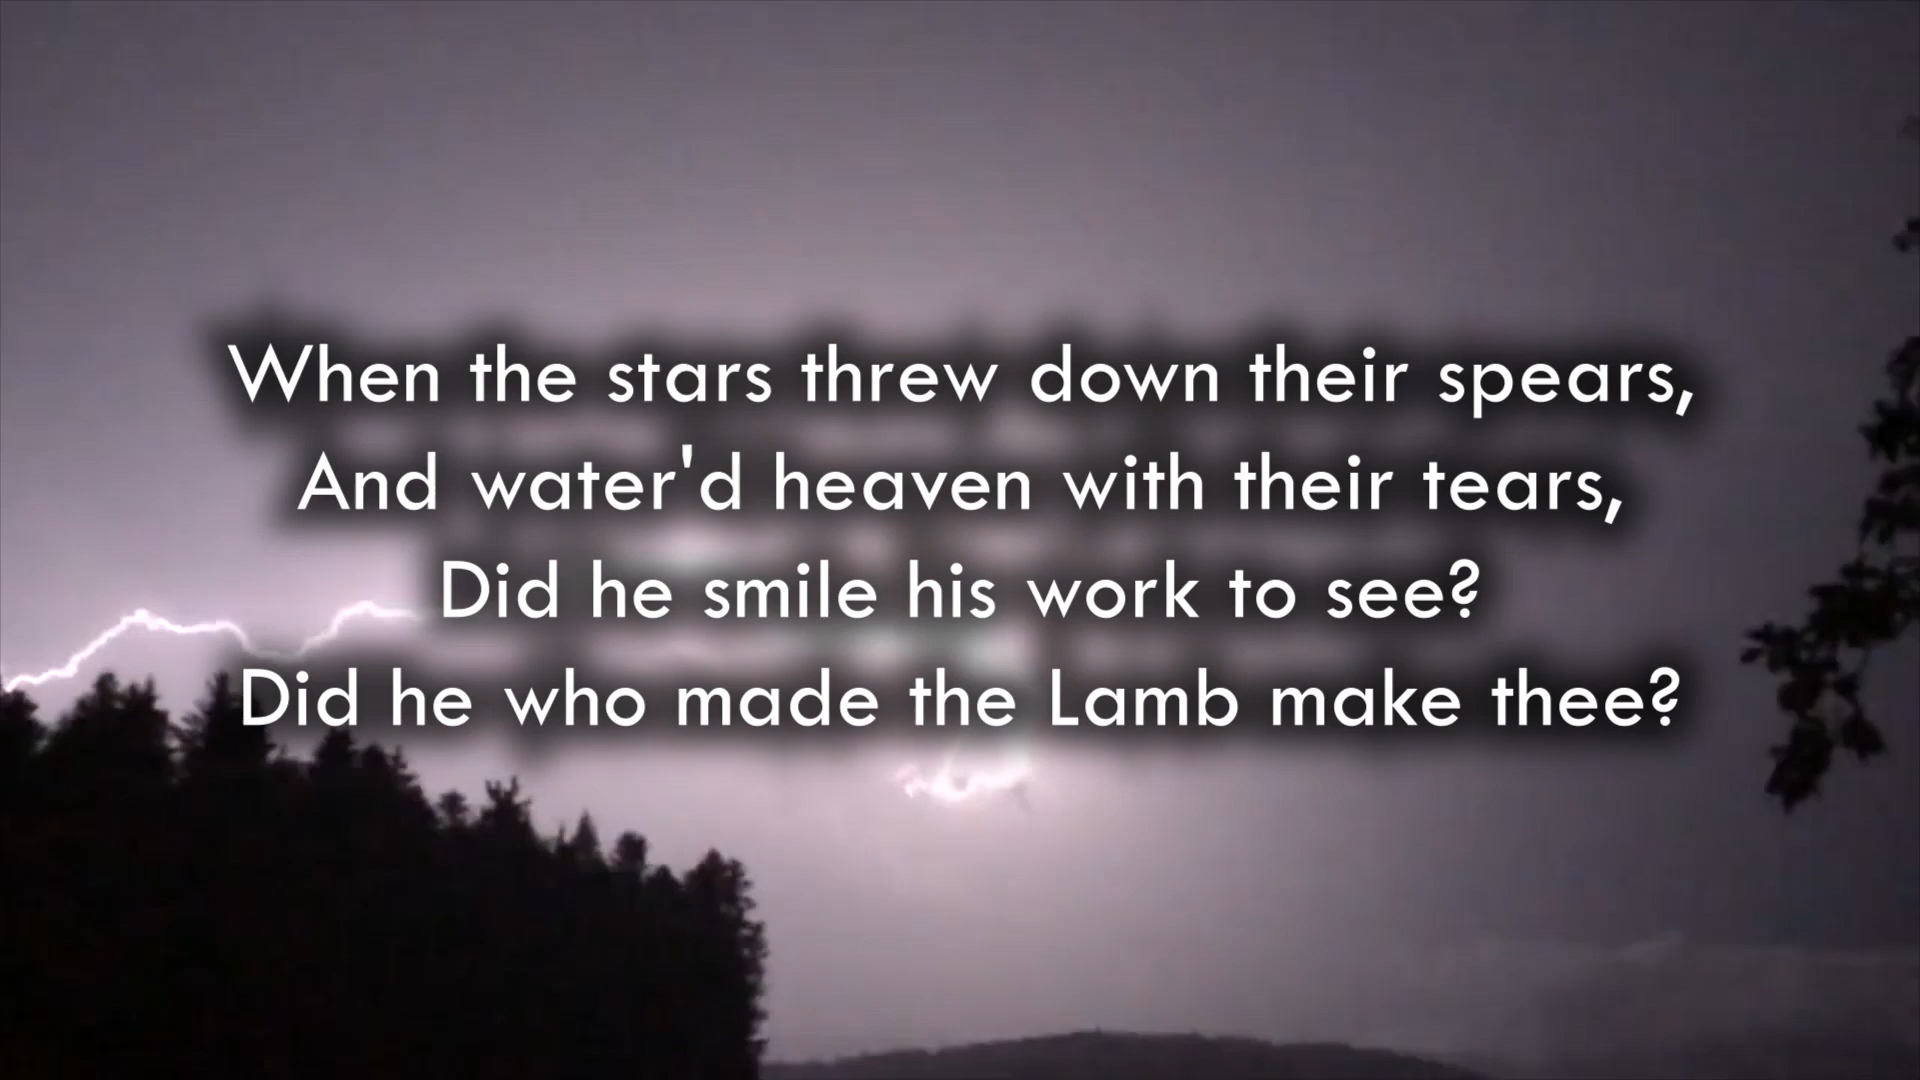 When the stars threw down their spears,
And water'd heaven with their tears,
Did he smile his work to see?
Did he who made the Lamb make thee?